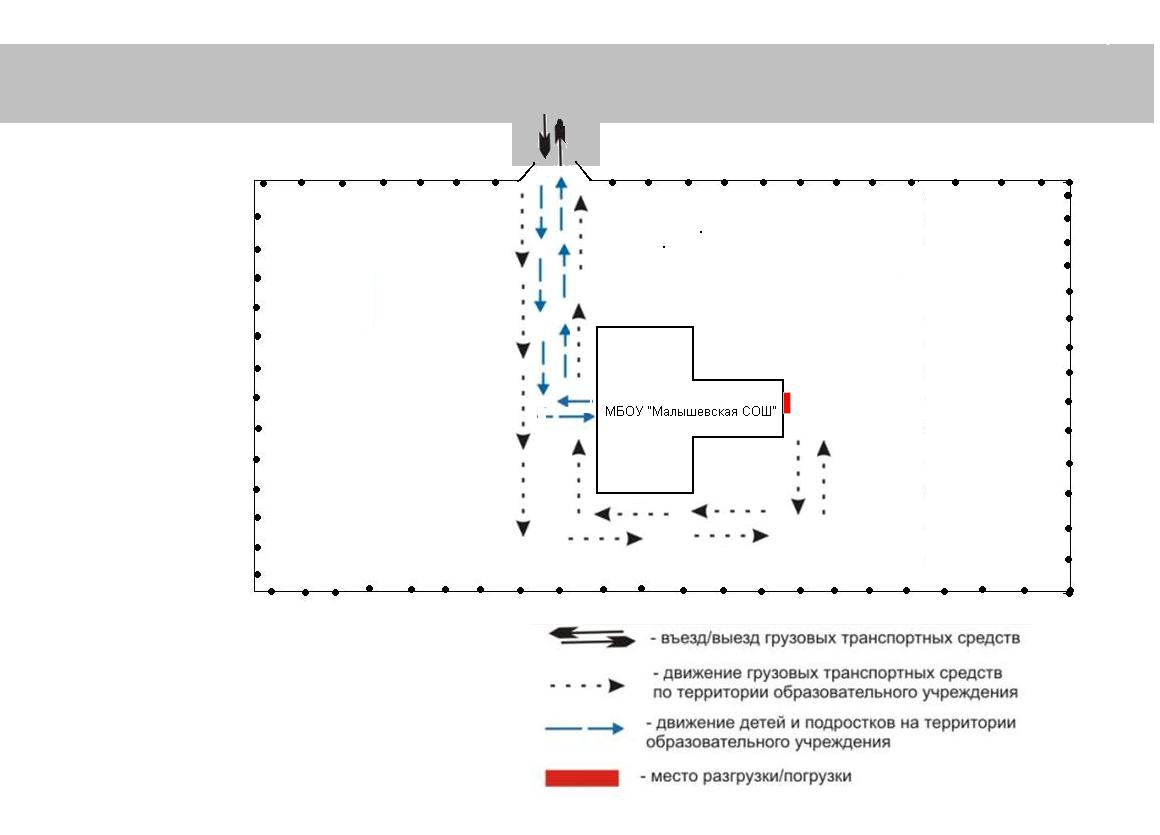 МБОУ "Малышевская СОШ"
- въезд/выезд грузовых транспортных средств
- движение грузовых транспортных средств
по территории образовательного учреждения
- движение детей и подростков на территории
образовательного учреждения
- место разгрузки/погрузки